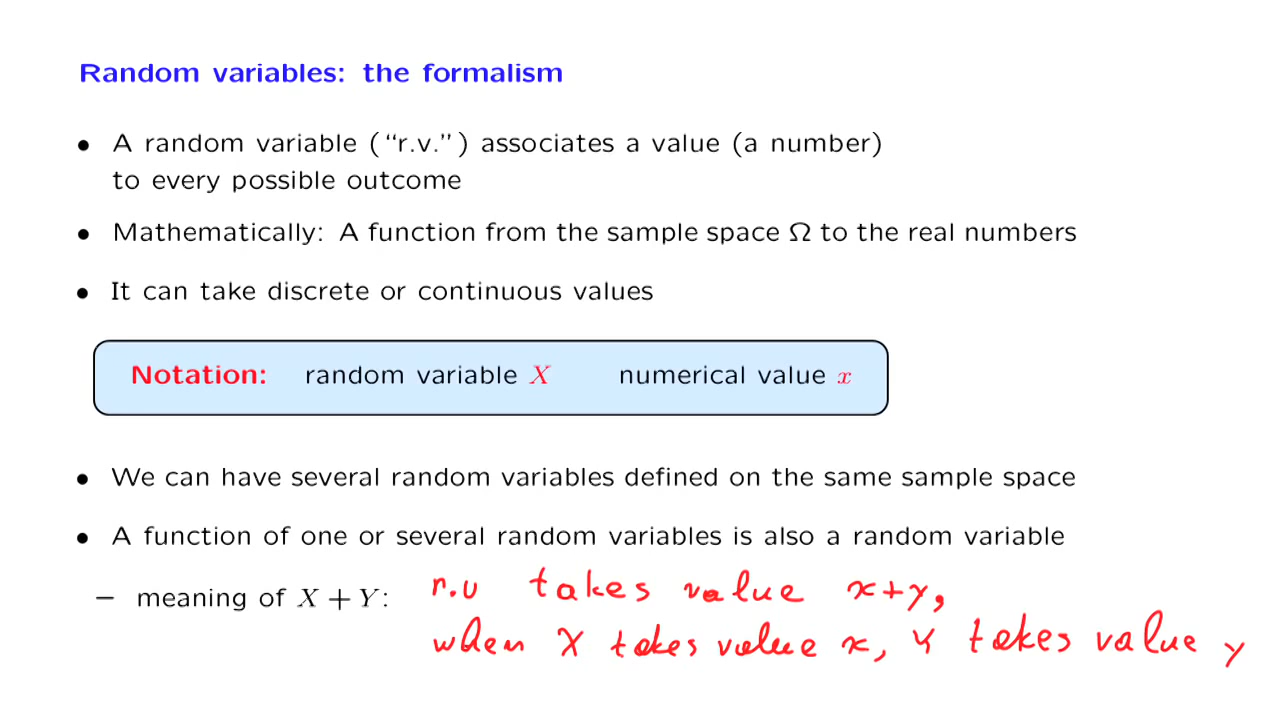 Random variables: the formalism
• A random variable (“r.v.”) associates a value (a number)
to every possible outcome
• Mathematically: A function from the sample space Ω to the real numbers
• It can take discrete or continuous values
Notation: random variable X numerical value x
• We can have several random variables defined on the same sample space
• A function of one or several random variables is also a random variable
– meaning of X + Y: r.v takes value x+y,
when X takes value x, Y takes value y